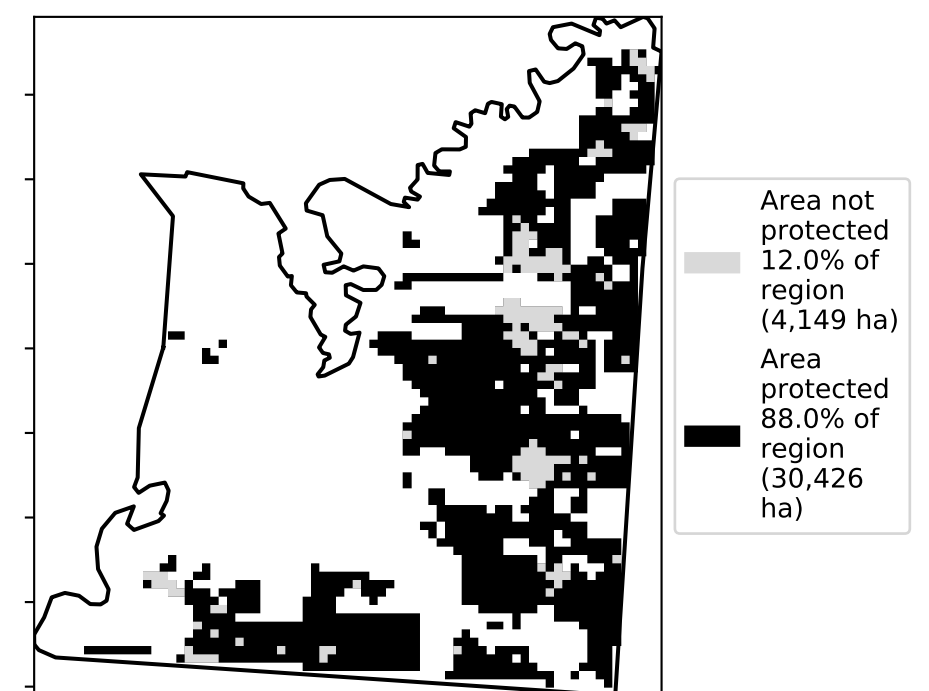 Area not
protected
12.0% of
region
(4,149 ha)
Area
protected
88.0% of
region
(30,426
ha)